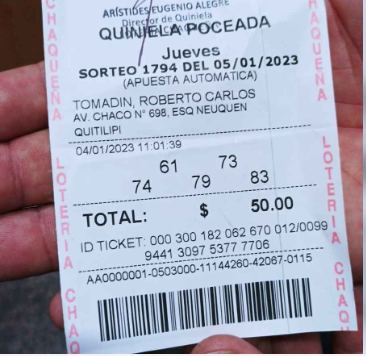 ARÍSTIDES EUGENIO ALEGRE
Director de Quiniela
QUINIELA POCEADA
Jueves
SORTEO 1794 DEL 05/01/2023
(APUESTA AUTOMATICA)
TOMADIN, ROBERTO CARLOS
AV. CHACO N° 698, ESQ NEUQUEN
QUITILIPI
04/01/2023 11:01:39
61 73
74 79 83
TOTAL: $ 50.00
ID TICKET: 000 300 182 062 670 012/0099
9441 3097 5377 7706
AA0000001-0503000-11144260-42067-0115
CHAQUEÑA
LOTERIA
CHAQ
CHAQUEÑA
LOTERIA
CHAQU